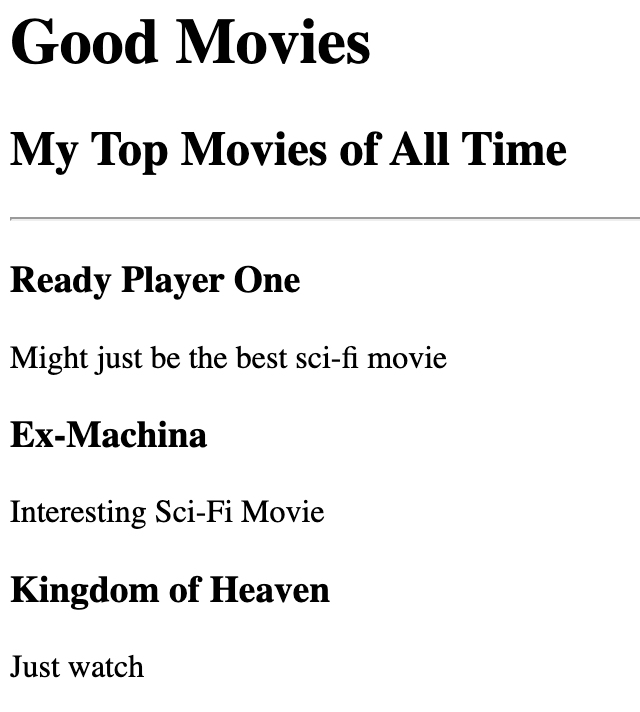 Good Movies
My Top Movies of All Time
Ready Player One
Might just be the best sci-fi movie
Ex-Machina
Interesting Sci-Fi Movie
Kingdom of Heaven
Just watch